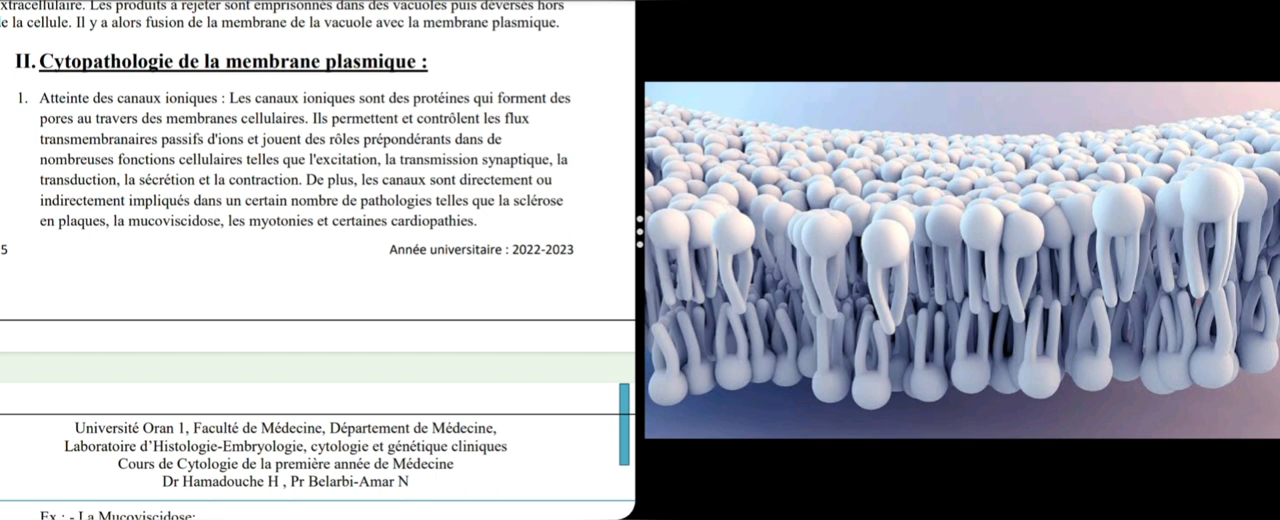 xtracellulaire. Les produits à rejeter sont emprisonnés dans des vacuoles puis déversés hors
e la cellule. Il y a alors fusion de la membrane de la vacuole avec la membrane plasmique.
II. Cytopathologie de la membrane plasmique :
1. Atteinte des canaux ioniques : Les canaux ioniques sont des protéines qui forment des
pores au travers des membranes cellulaires. Ils permettent et contrôlent les flux
transmembranaires passifs d'ions et jouent des rôles prépondérants dans de
nombreuses fonctions cellulaires telles que l'excitation, la transmission synaptique, la
transduction, la sécrétion et la contraction. De plus, les canaux sont directement ou
indirectement impliqués dans un certain nombre de pathologies telles que la sclérose
en plaques, la mucoviscidose, les myotonies et certaines cardiopathies.
5 Année universitaire : 2022-2023
Université Oran 1, Faculté de Médecine, Département de Médecine,
Laboratoire d’Histologie-Embryologie, cytologie et génétique cliniques
Cours de Cytologie de la première année de Médecine
Dr Hamadouche H , Pr Belarbi-Amar N
Ex : - La Mucoviscidose: